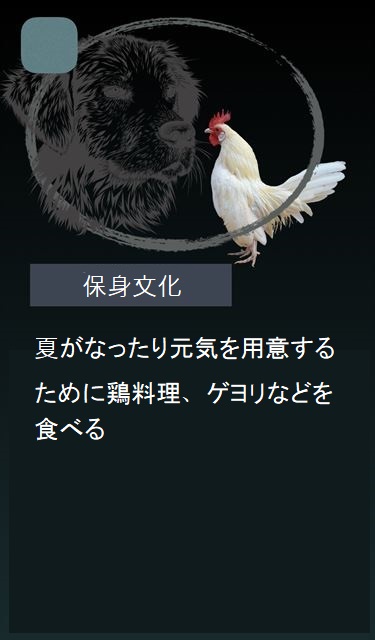 保身文化
夏がなったり元気を用意する
ために鶏料理、ゲヨリなどを
食べる